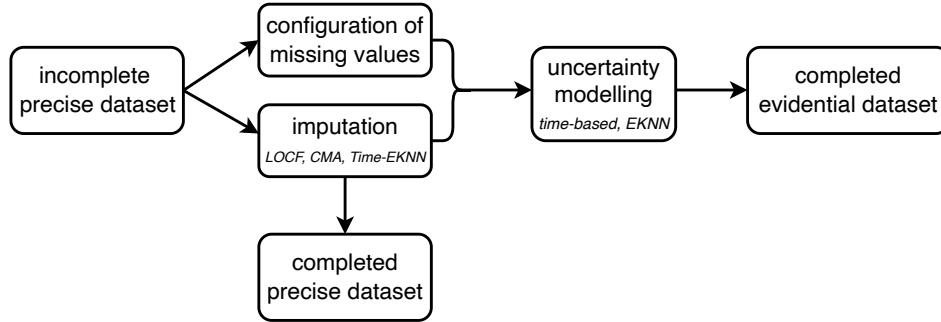 incomplete
precise dataset
configuration of
missing values
imputation
LOCF, CMA, Time-EKNN
completed
precise dataset
uncertainty
modelling
time-based, EKNN
completed
evidential dataset